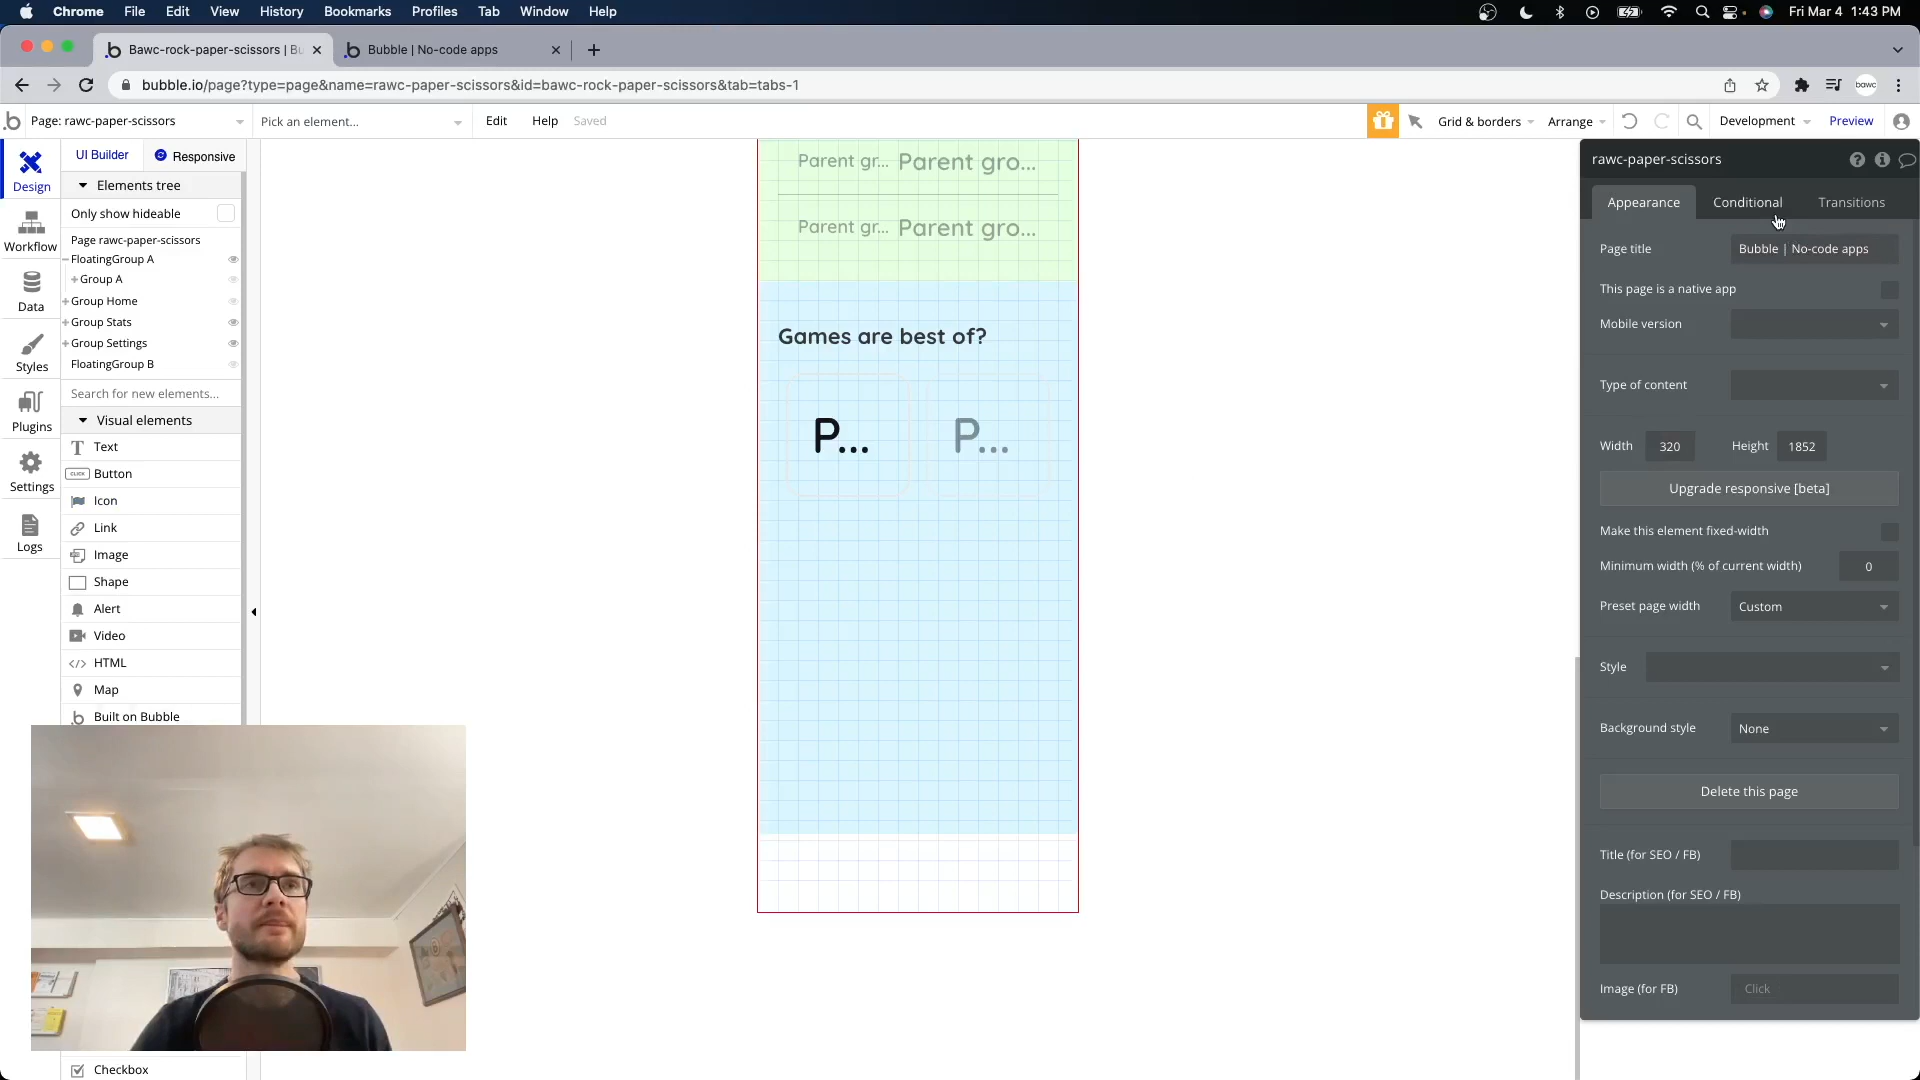 Chrome File Edit View History Bookmarks Profiles Tab Window Help Fri Mar 4 1:43 PM
Bawc-rock-paper-scissors | Bu Bubble | No-code apps
bubble.io/page?type=page&name=rawc-paper-scissors&id=bawc-rock-paper-scissors&tab=tabs-1 bawc
Page: rawc-paper-scissors Pick an element... Edit Help Saved Grid & borders Arrange Development Preview
Design
Workflow
Data
Styles
Plugins
Settings
Logs
UI Builder Responsive
Elements tree
Only show hideable
Page rawc-paper-scissors
FloatingGroup A
Group A
Group Home
Group Stats
Group Settings
FloatingGroup B
Search for new elements...
Visual elements
Text
CLICK Button
Icon
Link
Image
Shape
Alert
Video
HTML
Map
Built on Bubble
Checkbox
Parent gr... Parent gro...
Parent gr... Parent gro...
Games are best of?
P... P...
rawc-paper-scissors
Appearance Conditional Transitions
Page title Bubble | No-code apps
This page is a native app
Mobile version
Type of content
Width 320 Height 1852
Upgrade responsive [beta]
Make this element fixed-width
Minimum width (% of current width) 0
Preset page width Custom
Style
Background style None
Delete this page
Title (for SEO / FB)
Description (for SEO / FB)
Image (for FB) Click